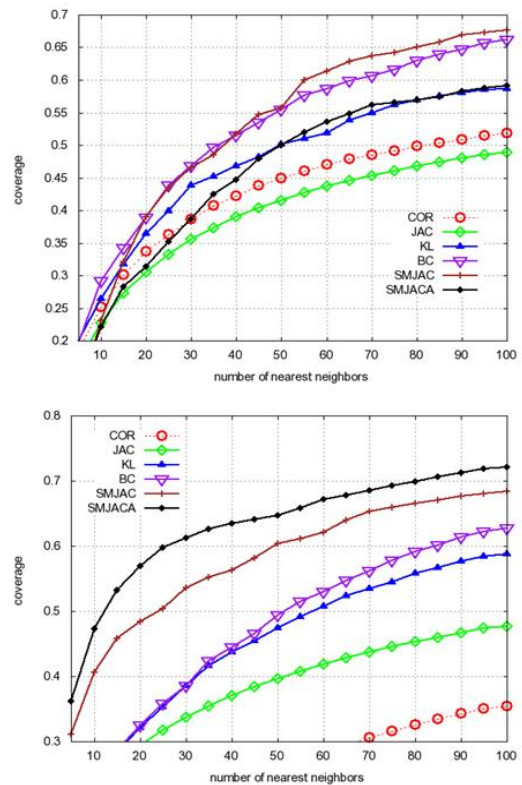 0.7
0.65
0.6
0.55
0.5
0.45
0.4
0.35
0.3
0.25
0.2
coverage
COR
JAC
KL
BC
SMJAC
SMJACA
10 20 30 40 50 60 70 80 90 100
number of nearest neighbors
0.8
0.7
0.6
0.5
0.4
0.3
coverage
COR
JAC
KL
BC
SMJAC
SMJACA
10 20 30 40 50 60 70 80 90 100
number of nearest neighbors